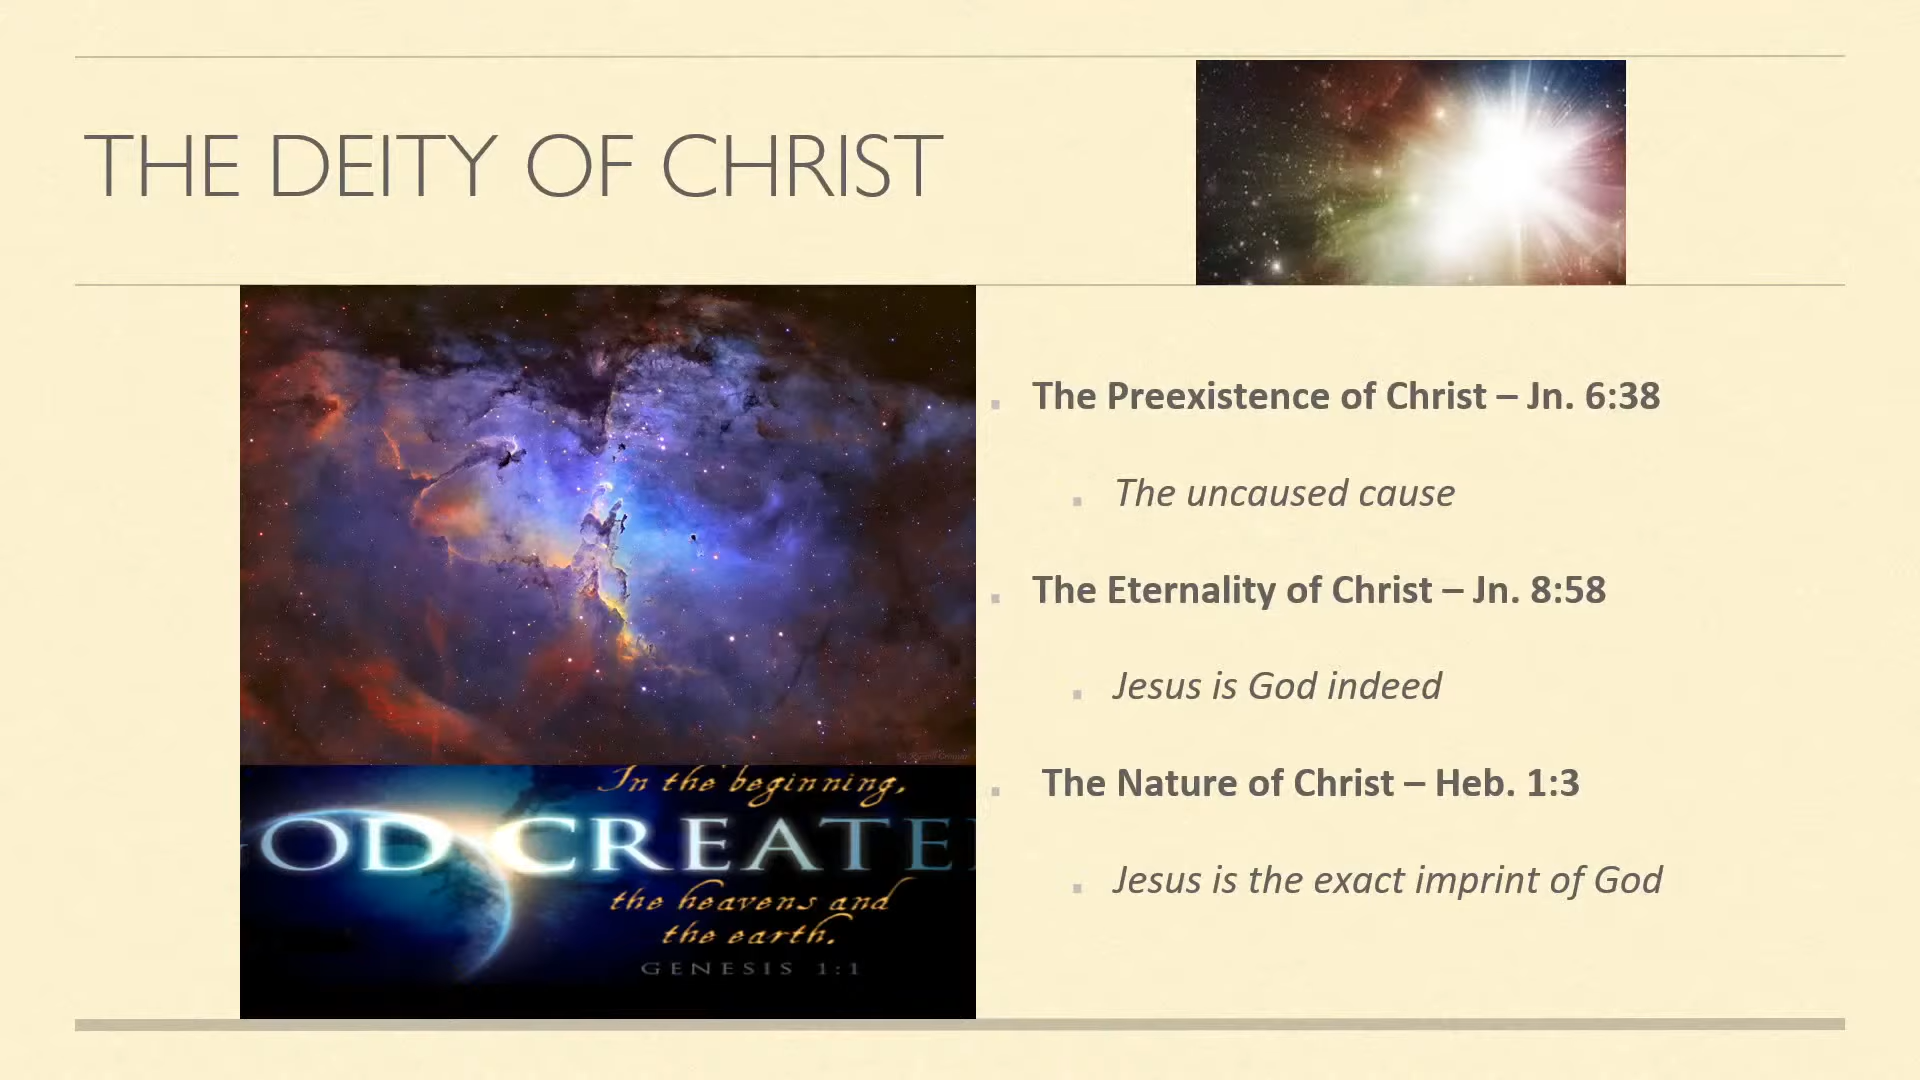 THE DEITY OF CHRIST
The Preexistence of Christ – Jn. 6:38
The uncaused cause
The Eternality of Christ – Jn. 8:58
Jesus is God indeed
The Nature of Christ – Heb. 1:3
Jesus is the exact imprint of God
In the beginning,
OD CREATE
the heavens and
the earth.
GENESIS 1:1